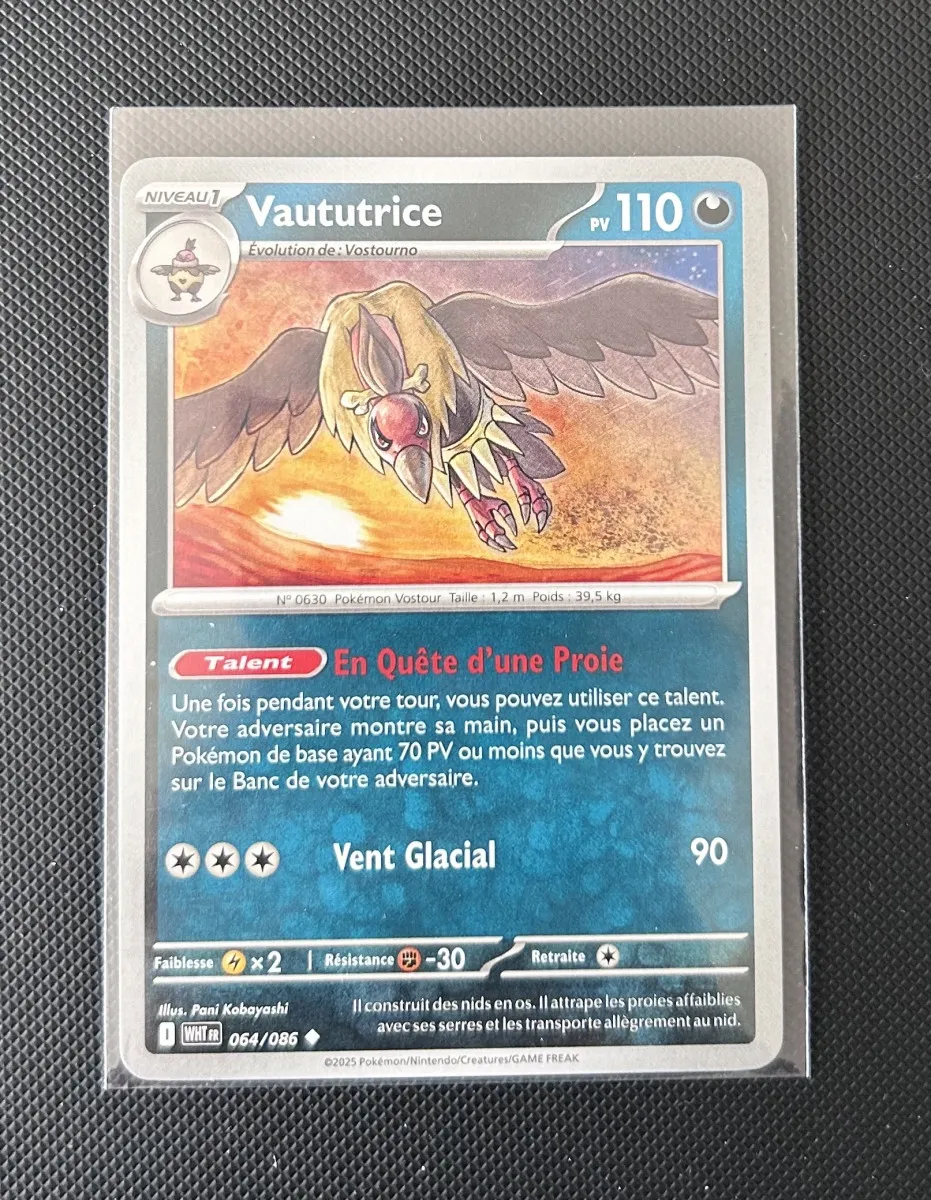 NIVEAU 1
Vaututrice
PV 110
Évolution de : Vostourno
N° 0630 Pokémon Vostour Taille : 1,2 m Poids : 39,5 kg
Talent En Quête d'une Proie
Une fois pendant votre tour, vous pouvez utiliser ce talent.
Votre adversaire montre sa main, puis vous placez un
Pokémon de base ayant 70 PV ou moins que vous y trouvez
sur le Banc de votre adversaire.
Vent Glacial 90
Faiblesse ×2 Résistance -30 Retraite
Illus. Pani Kobayashi
Il construit des nids en os. Il attrape les proies affaiblies
avec ses serres et les transporte allègrement au nid.
I WHT FR 064/086
©2025 Pokémon/Nintendo/Creatures/GAME FREAK